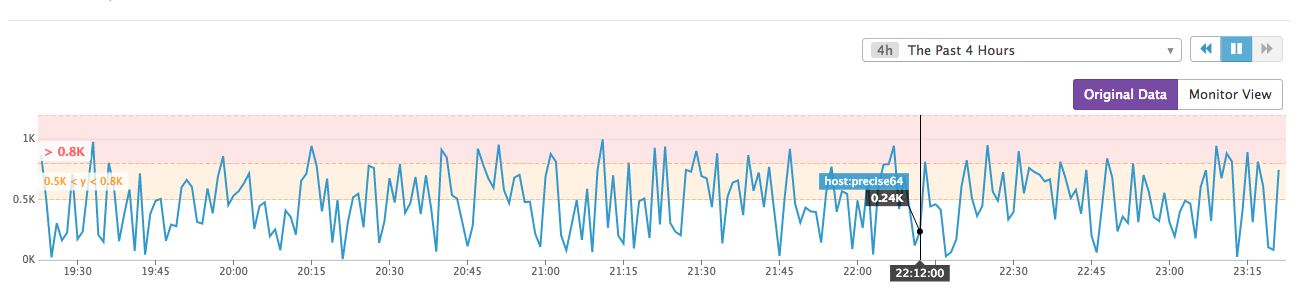 4h The Past 4 Hours
Original Data Monitor View
1K
> 0.8K
0.5K < y < 0.8K
host:precise64
0.5K
0.24K
0K
19:30 19:45 20:00 20:15 20:30 20:45 21:00 21:15 21:30 21:45 22:00 22:12:00 22:30 22:45 23:00 23:15